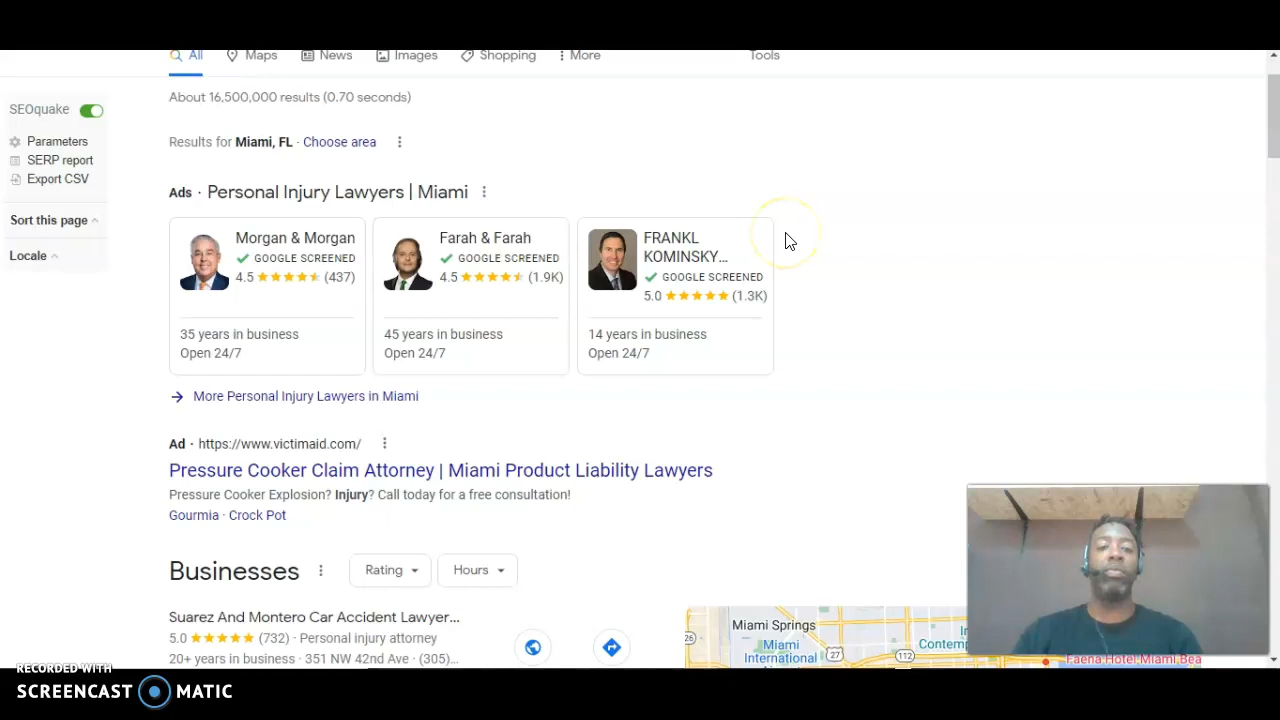 All Maps News Images Shopping More Tools
About 16,500,000 results (0.70 seconds)
SEOquake
Parameters
SERP report
Export CSV
Sort this page
Locale
Results for Miami, FL · Choose area
Ads · Personal Injury Lawyers | Miami
Morgan & Morgan
GOOGLE SCREENED
4.5 (437)
35 years in business
Open 24/7
Farah & Farah
GOOGLE SCREENED
4.5 (1.9K)
45 years in business
Open 24/7
FRANKL
KOMINSKY...
GOOGLE SCREENED
5.0 (1.3K)
14 years in business
Open 24/7
More Personal Injury Lawyers in Miami
Ad · https://www.victimaid.com/
Pressure Cooker Claim Attorney | Miami Product Liability Lawyers
Pressure Cooker Explosion? Injury? Call today for a free consultation!
Gourmia · Crock Pot
Businesses
Rating
Hours
Suarez And Montero Car Accident Lawyer...
5.0 (732) · Personal injury attorney
20+ years in business · 351 NW 42nd Ave · (305)...
Miami Springs
26
Miami
International
27
112
Contemp
Faena Hotel Miami Bea
RECORDED WITH
SCREENCAST MATIC